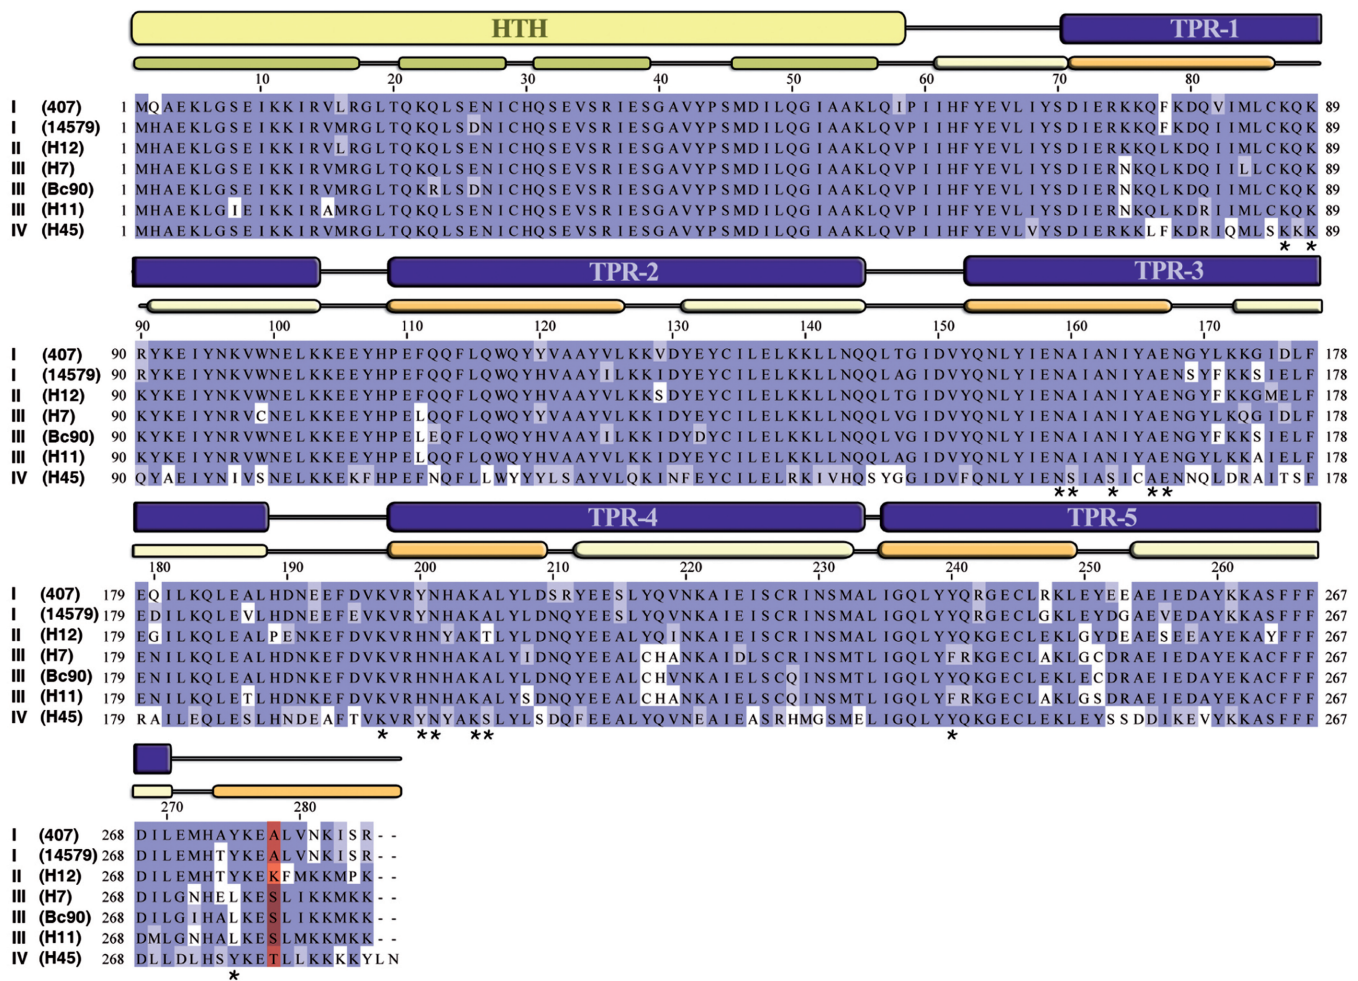 HTH TPR-1
10 20 30 40 50 60 70 80
I (407) 1 MQAEKLGSEIKKIRVLRGLTQKQLSENICHQSEVSRIESGAVYPSMDILQGIAAKLQIPIIHFYEVLIYSDIERKKQFKDQVIMLCKQK 89
I (14579) 1 MHAEKLGSEIKKIRVMRGLTQKQLSDNICHQSEVSRIESGAVYPSMDILQGIAAKLQVPIIHFYEVLIYSDIERKKQFKDQIIMLCKQK 89
II (H12) 1 MHAEKLGSEIKKIRVLRGLTQKQLSENICHQSEVSRIESGAVYPSMDILQGIAAKLQVPIIHFYEVLIYSDIERKKQLKDQIIMLCKQK 89
III (H7) 1 MHAEKLGSEIKKIRVMRGLTQKQLSENICHQSEVSRIESGAVYPSMDILQGIAAKLQVPIIHFYEVLIYSDIERNKQLKDQIILLCKQK 89
III (Bc90) 1 MHAEKLGSEIKKIRVMRGLTQKRLSDNICHQSEVSRIESGAVYPSMDILQGIAAKLQVPIIHFYEVLIYSDIERNKQLKDQIIMLCKQK 89
III (H11) 1 MHAEKLGIEIKKIRAMRGLTQKQLSENICHQSEVSRIESGAVYPSMDILQGIAAKLQVPIIHFYEVLIYSDIERNKQLKDRIIMLCKQK 89
IV (H45) 1 MHAEKLGSEIKKIRVMRGLTQKQLSENICHQSEVSRIESGAVYPSMDILQGIAAKLQVPIIHFYEVLVYSDIERKKLFKDRIQMLSKKK 89
* *
TPR-2 TPR-3
90 100 110 120 130 140 150 160 170
I (407) 90 RYKEIYNKVWNELKKEEYHPEFQQFLQWQYYVAAYVLKKVDYEYCILELKKLLNQQLTGIDVYQNLYIENAIANIYAENGYLKKGIDLF 178
I (14579) 90 RYKEIYNKVWNELKKEEYHPEFQQFLQWQYHVAAYILKKIDYEYCILELKKLLNQQLAGIDVYQNLYIENAIANIYAENSYFKKSIELF 178
II (H12) 90 KYKEIYNKVWNELKKEEYHPEFQQFLQWQYHVAAYVLKKSDYEYCILELKKLLNQQLTGIDVYQNLYIENAIANIYAENGYFKKGMELF 178
III (H7) 90 KYKEIYNRVCNELKKEEYHPELQQFLQWQYYVAAYVLKKIDYEYCILELKKLLNQQLVGIDVYQNLYIENAIANIYAENGYLKQGIDLF 178
III (Bc90) 90 KYKEIYNRVWNELKKEEYHPELEQFLQWQYHVAAYILKKIDYDYCILELKKLLNQQLVGIDVYQNLYIENAIANIYAENGYFKKSIELF 178
III (H11) 90 KYKEIYNRVWNELKKEEYHPELQQFLQWQYHVAAYVLKKIDYEYCILELKKLLNQQLAGIDVYQNLYIENAIANIYAENGYLKKAIELF 178
IV (H45) 90 QYAEIYNIVSNELKKEKFHPEFNQFLLWYYYLSAYVLQKINFEYCILELRKIVHQSYGGIDVFQNLYIENSIASICAENNQLDRAITSF 178
** * **
TPR-4 TPR-5
180 190 200 210 220 230 240 250 260
I (407) 179 EQILKQLEALHDNEEFDVKVRYNHAKALYLDSRYEESLYQVNKAIEISCRINSMALIGQLYYQRGECLRKLEYEEAEIEDAYKKASFFF 267
I (14579) 179 EDILKQLEVLHDNEEFEVKVRYNHAKALYLDNQYEESLYQVNKAIEISCRINSMALIGQLYYQRGECLGKLEYDGAEVEDAYKKASFFF 267
II (H12) 179 EGILKQLEALPENKEFDVKVRHNYAKTLYLDNQYEEALYQINKAIEISCRINSMALIGQLYYQKGECLEKLGYDEAESEEAYEKAYFFF 267
III (H7) 179 ENILKQLEALHDNKEFDVKVRHNHAKALYIDNQYEEALCHANKAIDLSCRINSMTLIGQLYFRKGECLAKLGCDRAEIEDAYKKACFFF 267
III (Bc90) 179 ENILKQLEALHDNKEFDVKVRHNHAKALYLDNQYEEALCHVNKAIELSCQINSMTLIGQLYYQKGECLEKLECDRAEIEDAYKKACFFF 267
III (H11) 179 ENILKQLETLHDNKEFDVKVRHNHAKALYSDNQYEEALCHANKAIELSCQINSMTLIGQLYFRKGECLAKLGSDRAEIEDAYKKACFFF 267
IV (H45) 179 RAILEQLESLHNDEAFTVKVRYNYAKSLYLSDQFEEALYQVNEAIEASRHMGSMELIGQLYYQKGECLEKLEYSSDDIKEVYKKASFFF 267
* ** ** *
270 280
I (407) 268 DILEMHAYKEALVNKISR--
I (14579) 268 DILEMHTYKEALVNKISR--
II (H12) 268 DILEMHTYKEKFMKKMPK--
III (H7) 268 DILGNHELKESLIKKMKK--
III (Bc90) 268 DILGIHALKESLIKKMKK--
III (H11) 268 DMLGNHALKESLMKKMKK--
IV (H45) 268 DLLDLHSYKETLLKKKKYLN
*